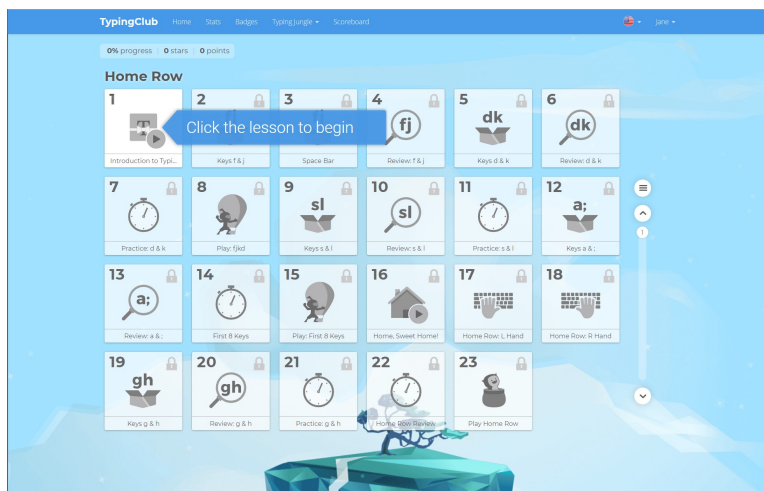 TypingClub Home Stats Badges Typing Jungle Scoreboard Jane
0% progress 0 stars 0 points
Home Row
1 2 3 4 5 6
Click the lesson to begin
fj dk dk
Introduction to Typi... Keys f & j Space Bar Review: f & j Keys d & k Review: d & k
7 8 9 10 11 12
sl sl a;
Practice: d & k Play: fjkd Keys s & l Review: s & l Practice: s & l Keys a & ;
13 14 15 16 17 18
a;
Review: a & ; First 8 Keys Play: First 8 Keys Home, Sweet Home! Home Row: L Hand Home Row: R Hand
19 20 21 22 23
gh gh
Keys g & h Review: g & h Practice: g & h Home Row Review Play Home Row